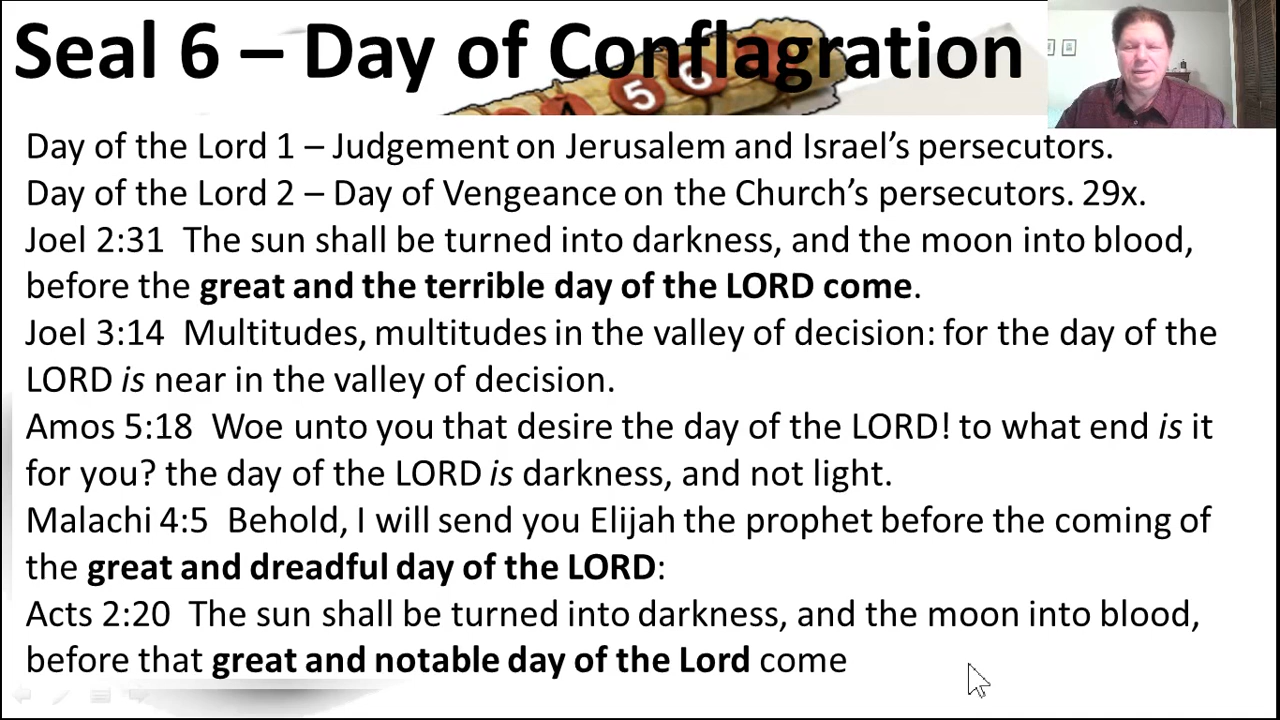 Seal 6 – Day of Conflagration
5 6
Day of the Lord 1 – Judgement on Jerusalem and Israel’s persecutors.
Day of the Lord 2 – Day of Vengeance on the Church’s persecutors. 29x.
Joel 2:31  The sun shall be turned into darkness, and the moon into blood,
before the great and the terrible day of the LORD come.
Joel 3:14  Multitudes, multitudes in the valley of decision: for the day of the
LORD is near in the valley of decision.
Amos 5:18  Woe unto you that desire the day of the LORD! to what end is it
for you? the day of the LORD is darkness, and not light.
Malachi 4:5  Behold, I will send you Elijah the prophet before the coming of
the great and dreadful day of the LORD:
Acts 2:20  The sun shall be turned into darkness, and the moon into blood,
before that great and notable day of the Lord come